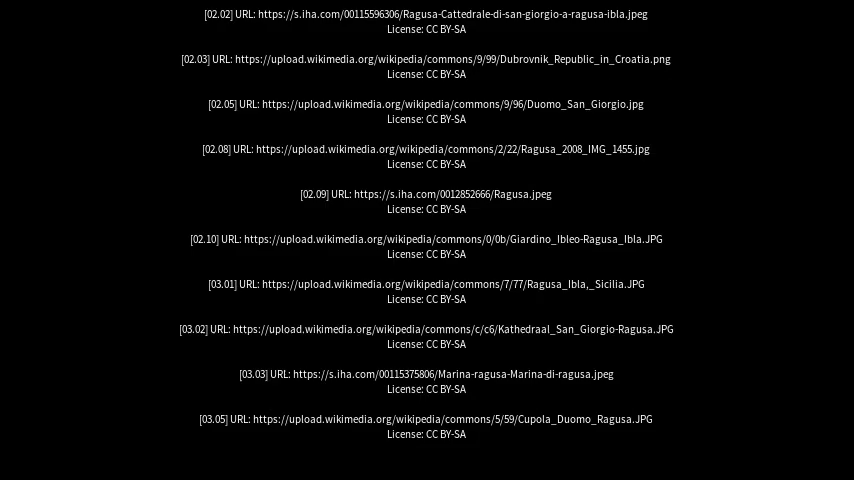 [02.02] URL: https://s.iha.com/00115596306/Ragusa-Cattedrale-di-san-giorgio-a-ragusa-ibla.jpeg
License: CC BY-SA
[02.03] URL: https://upload.wikimedia.org/wikipedia/commons/9/99/Dubrovnik_Republic_in_Croatia.png
License: CC BY-SA
[02.05] URL: https://upload.wikimedia.org/wikipedia/commons/9/96/Duomo_San_Giorgio.jpg
License: CC BY-SA
[02.08] URL: https://upload.wikimedia.org/wikipedia/commons/2/22/Ragusa_2008_IMG_1455.jpg
License: CC BY-SA
[02.09] URL: https://s.iha.com/0012852666/Ragusa.jpeg
License: CC BY-SA
[02.10] URL: https://upload.wikimedia.org/wikipedia/commons/0/0b/Giardino_Ibleo-Ragusa_Ibla.JPG
License: CC BY-SA
[03.01] URL: https://upload.wikimedia.org/wikipedia/commons/7/77/Ragusa_Ibla,_Sicilia.JPG
License: CC BY-SA
[03.02] URL: https://upload.wikimedia.org/wikipedia/commons/c/c6/Kathedraal_San_Giorgio-Ragusa.JPG
License: CC BY-SA
[03.03] URL: https://s.iha.com/00115375806/Marina-ragusa-Marina-di-ragusa.jpeg
License: CC BY-SA
[03.05] URL: https://upload.wikimedia.org/wikipedia/commons/5/59/Cupola_Duomo_Ragusa.JPG
License: CC BY-SA